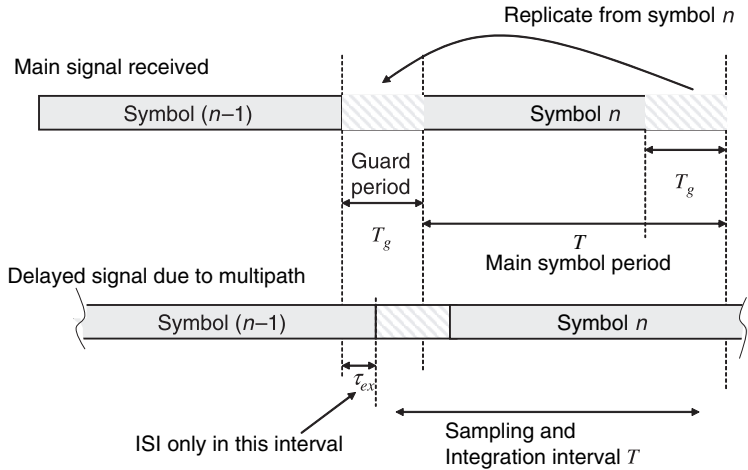 Replicate from symbol n
Main signal received
Symbol (n–1)
Symbol n
Guard
period
T_g
T_g
T
Main symbol period
Delayed signal due to multipath
Symbol (n–1)
Symbol n
τ_ex
ISI only in this interval
Sampling and
Integration interval T